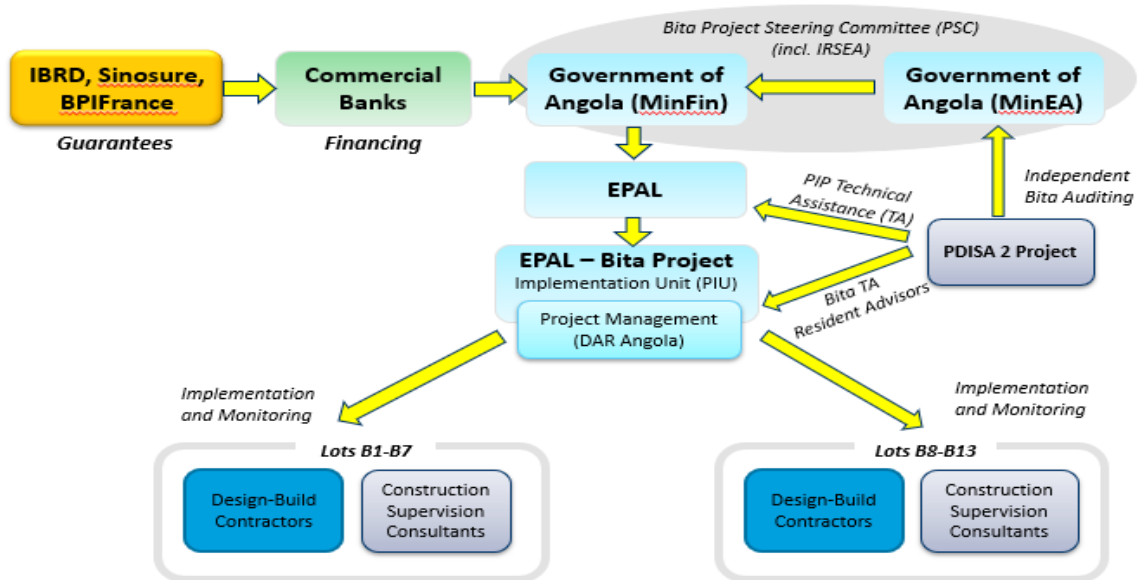 Bita Project Steering Committee (PSC)
(incl. IRSEA)
IBRD, Sinosure,
BPIFrance
Guarantees
Commercial
Banks
Financing
Government of
Angola (MinFin)
Government of
Angola (MinEA)
EPAL
PIP Technical
Assistance (TA)
Independent
Bita Auditing
PDISA 2 Project
EPAL – Bita Project
Implementation Unit (PIU)
Bita TA
Resident Advisors
Project Management
(DAR Angola)
Implementation
and Monitoring
Implementation
and Monitoring
Lots B1-B7
Design-Build
Contractors
Construction
Supervision
Consultants
Lots B8-B13
Design-Build
Contractors
Construction
Supervision
Consultants